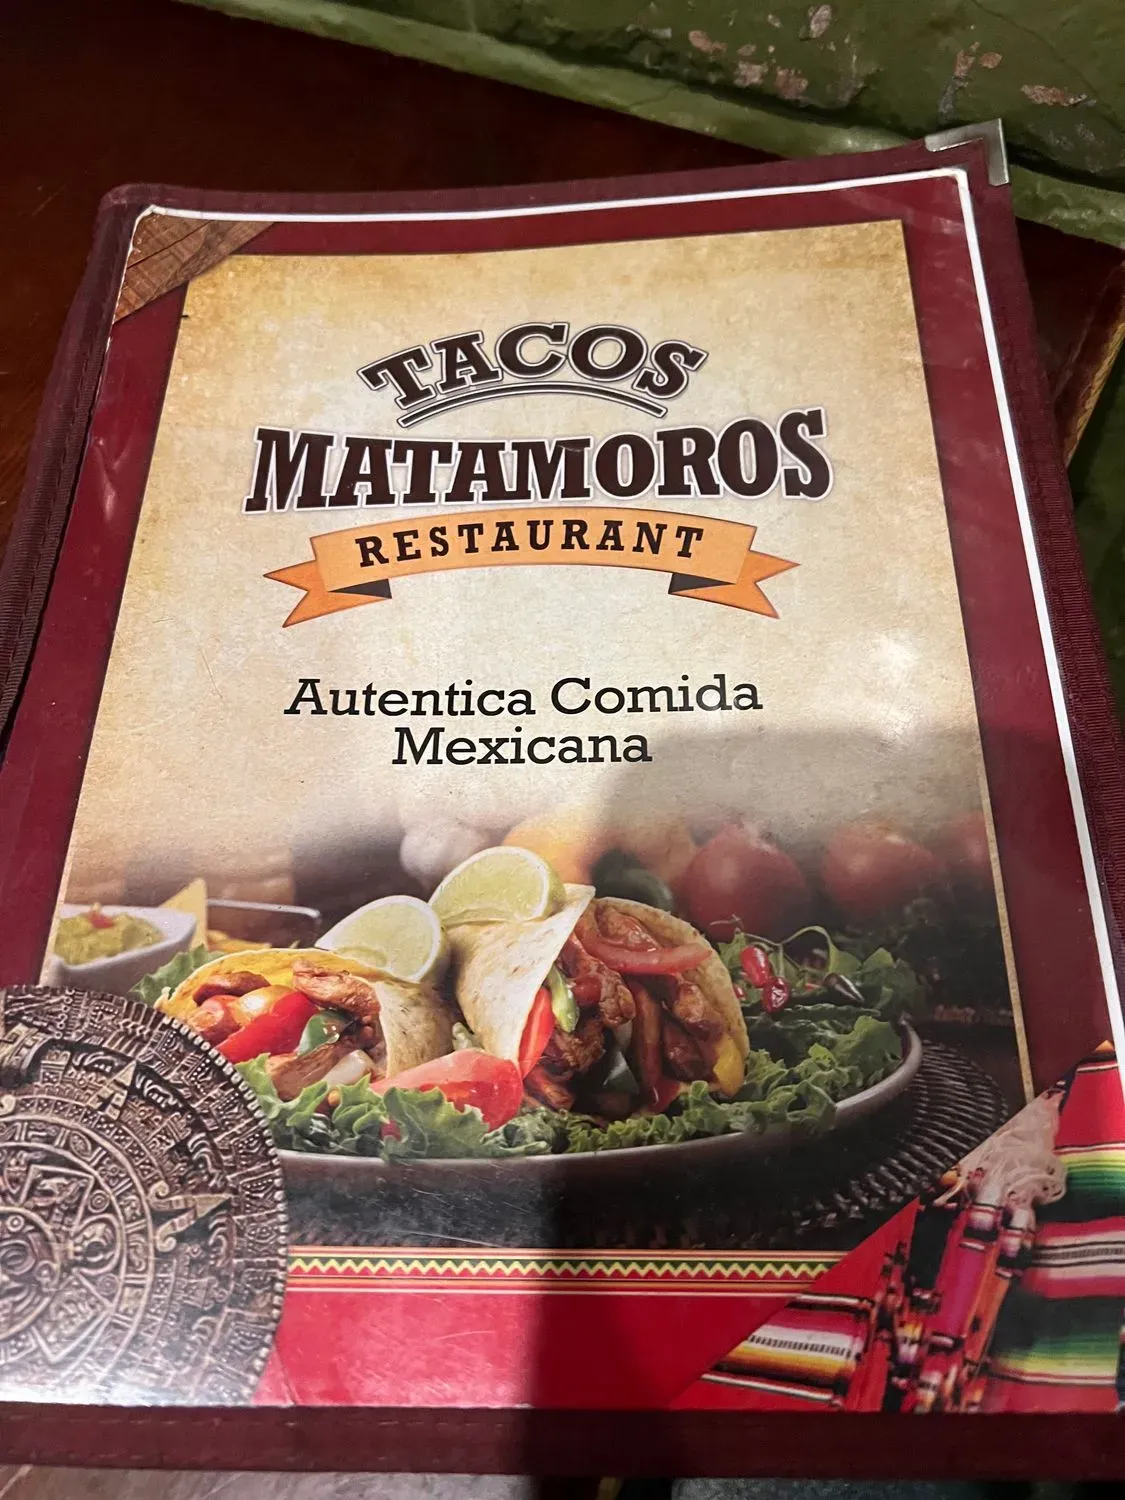 TACOS
MATAMOROS
RESTAURANT
Autentica Comida
Mexicana